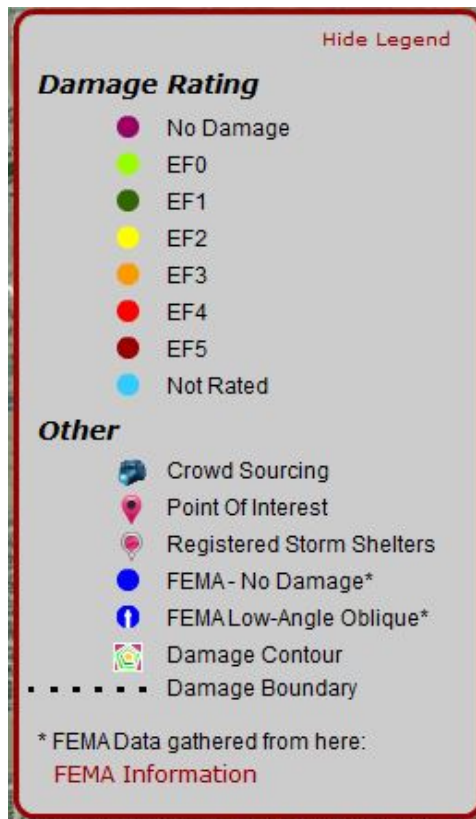 Hide Legend
Damage Rating
No Damage
EF0
EF1
EF2
EF3
EF4
EF5
Not Rated
Other
Crowd Sourcing
Point Of Interest
Registered Storm Shelters
FEMA - No Damage*
FEMA Low-Angle Oblique*
Damage Contour
Damage Boundary
* FEMA Data gathered from here:
FEMA Information